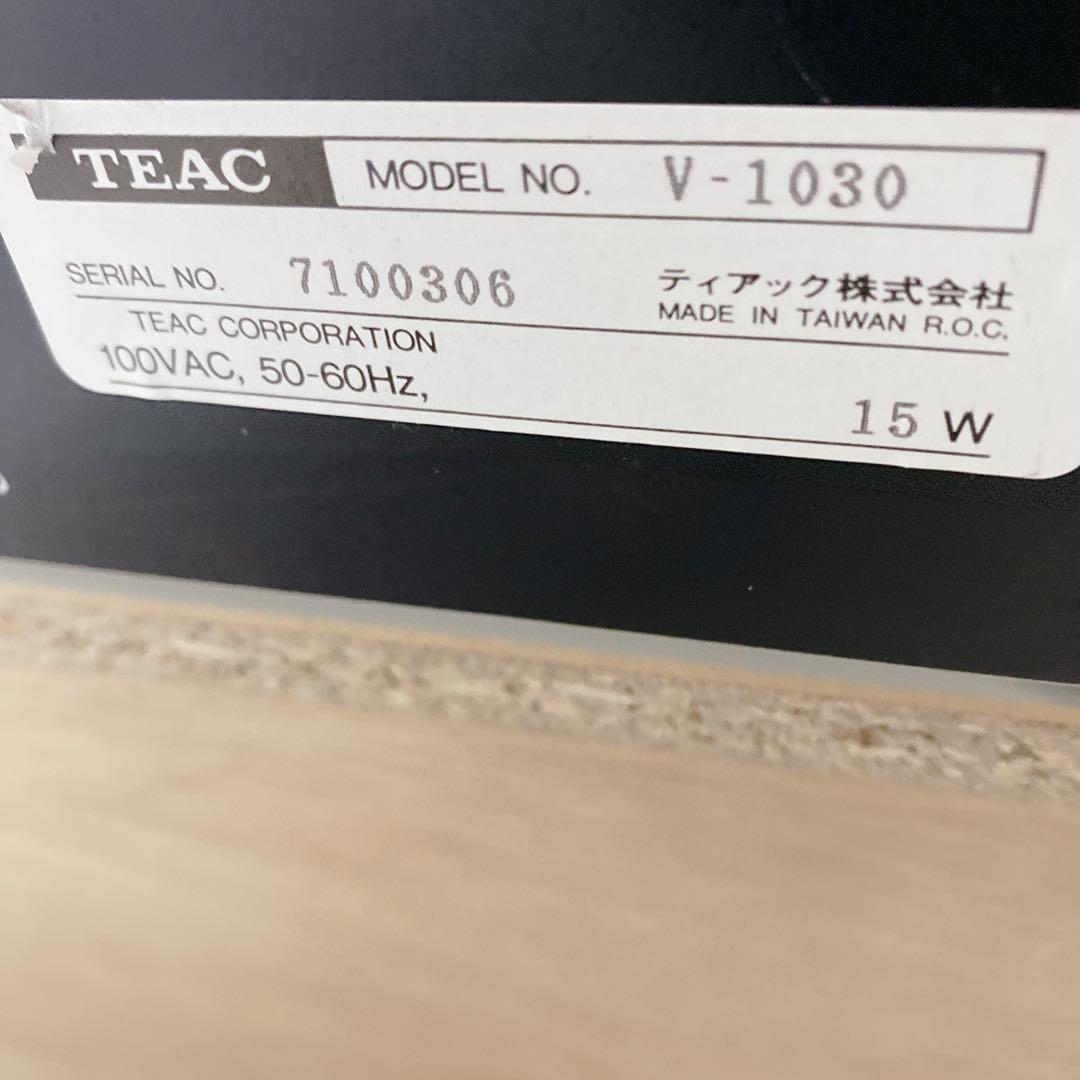 TEAC MODEL NO. V-1030
SERIAL NO. 7100306
ティアック株式会社
MADE IN TAIWAN R.O.C.
TEAC CORPORATION
100VAC, 50-60Hz, 15 W